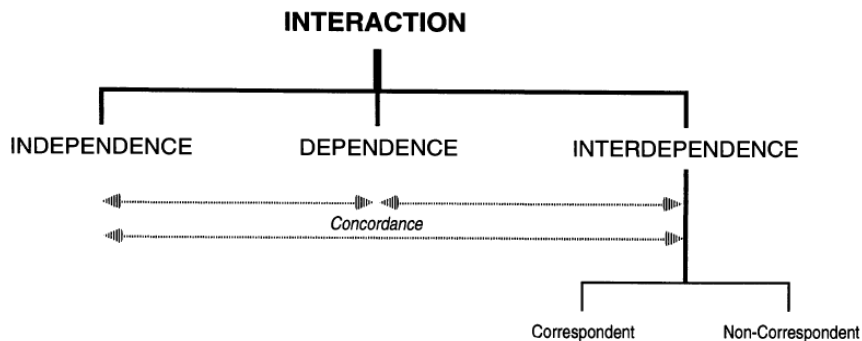 INTERACTION
INDEPENDENCE DEPENDENCE INTERDEPENDENCE
Concordance
Correspondent Non-Correspondent